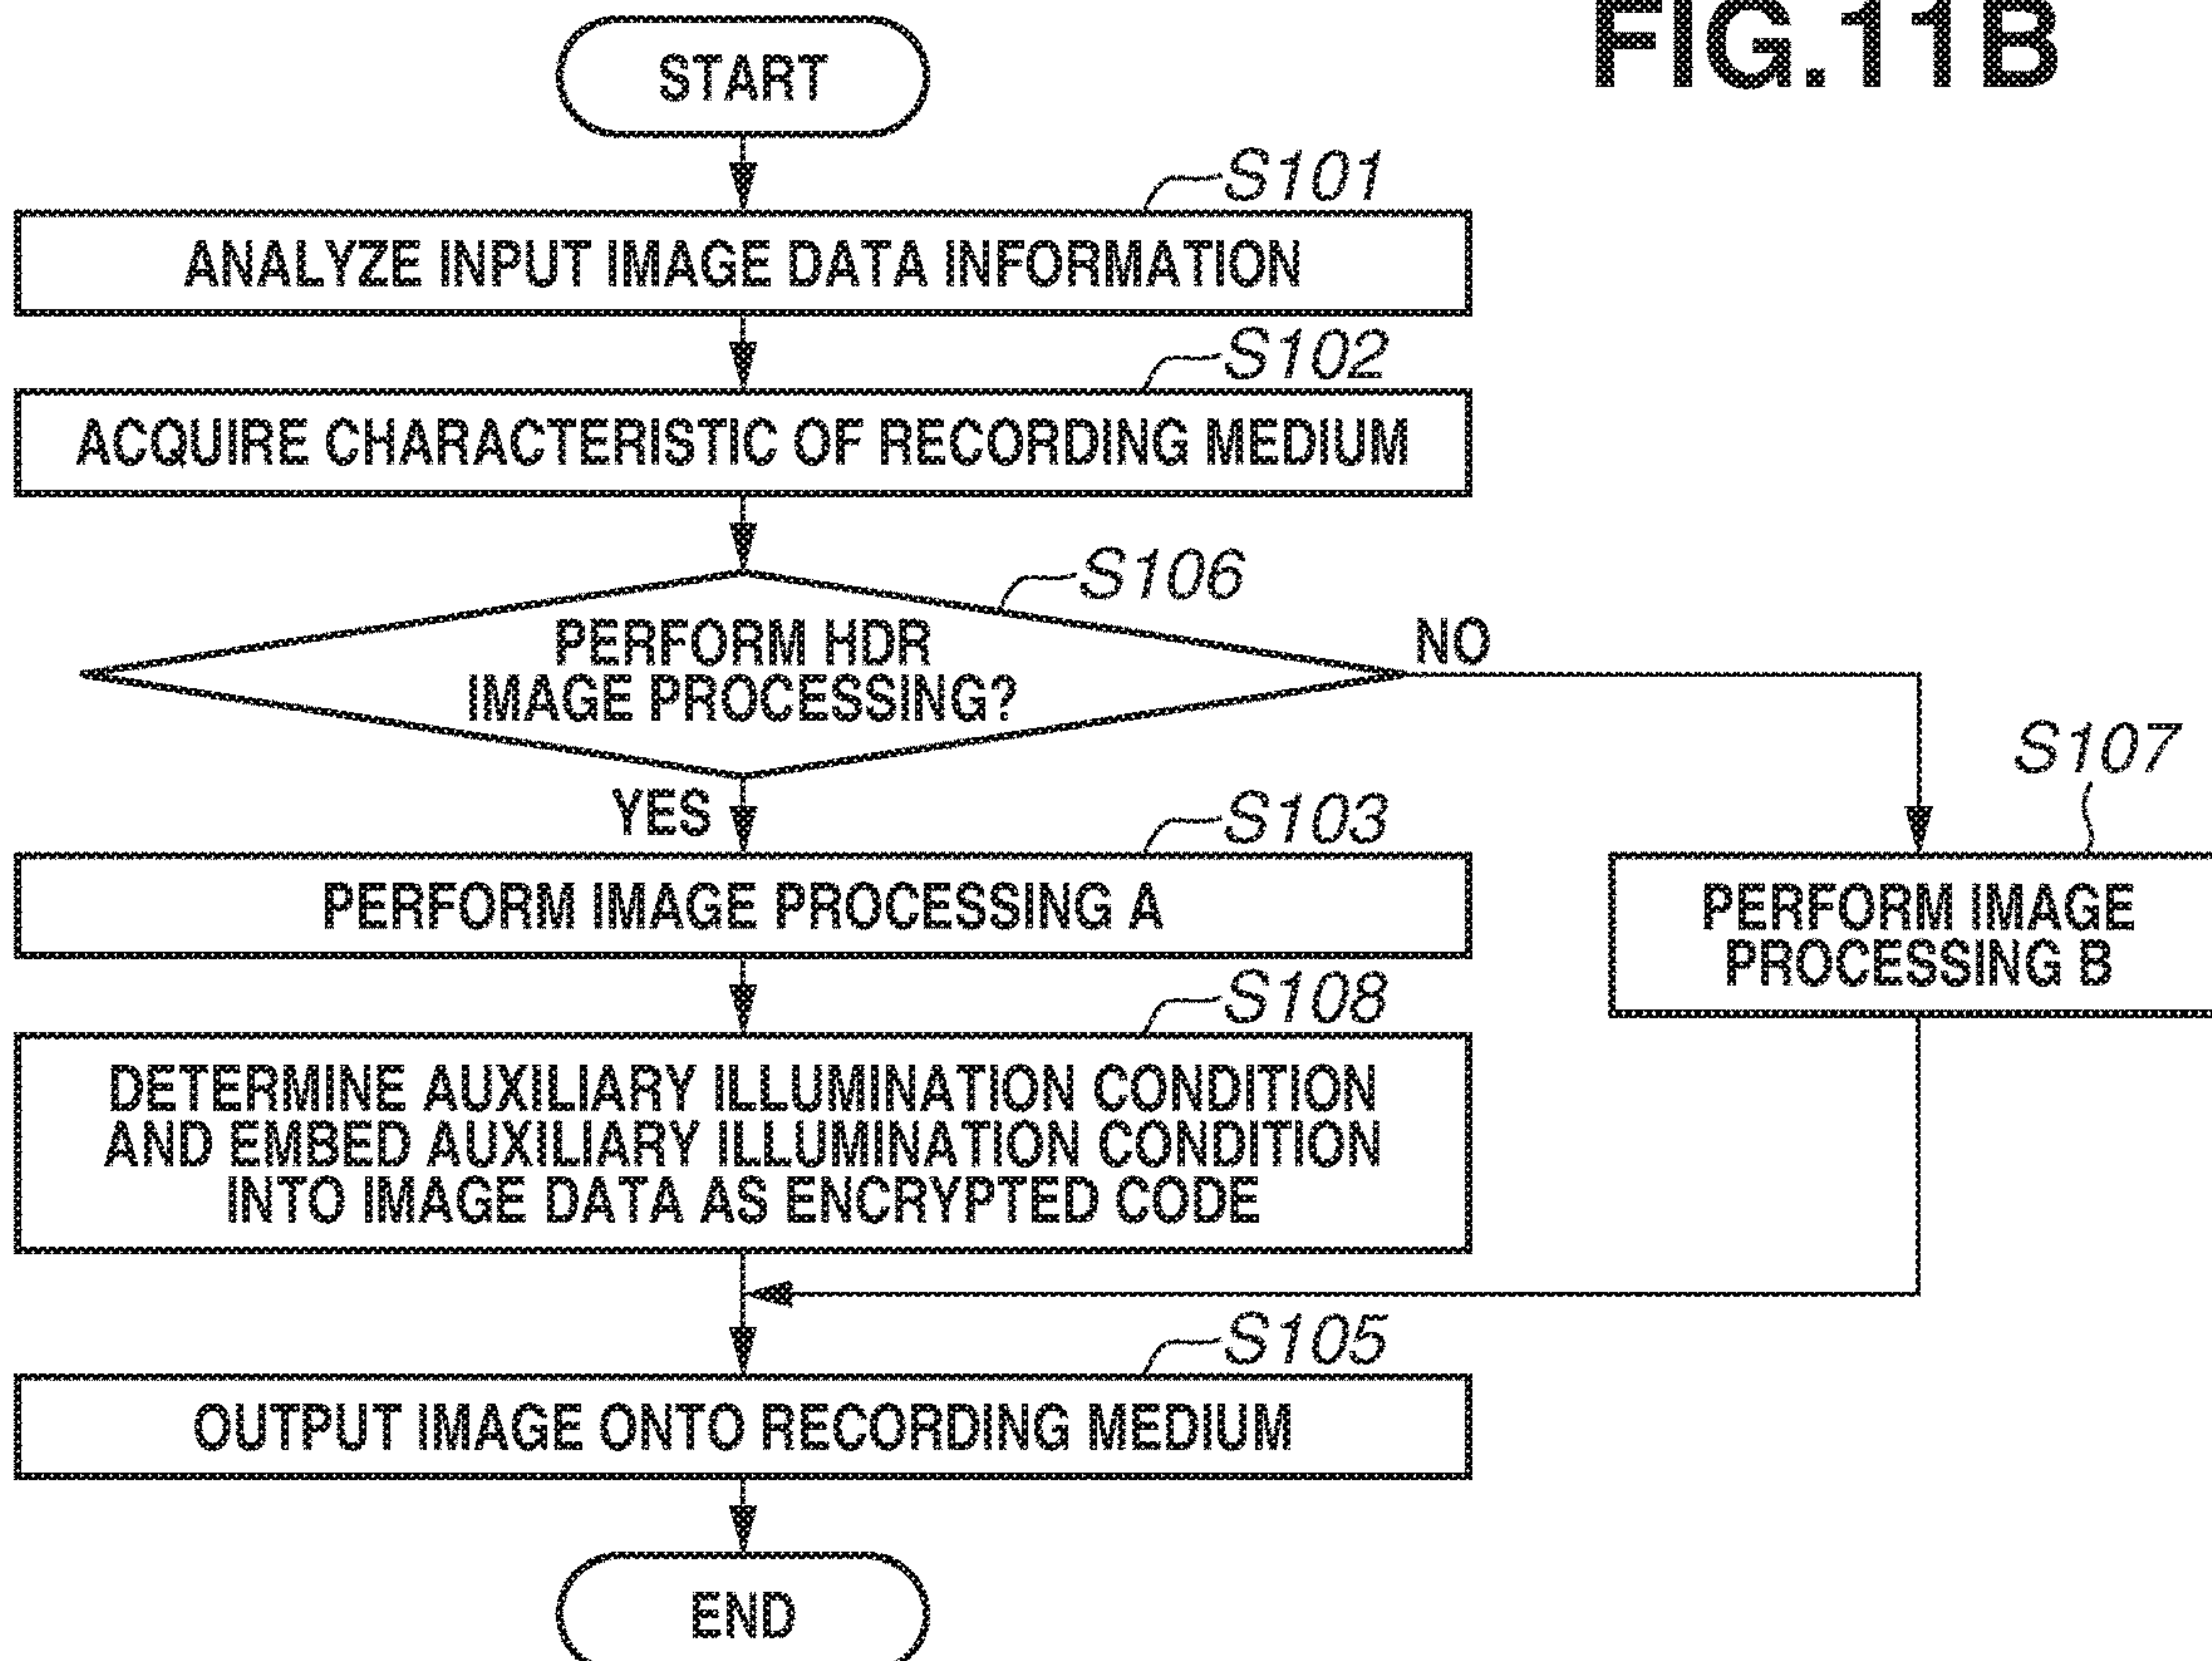 FIG.11B
START
S101
ANALYZE INPUT IMAGE DATA INFORMATION
S102
ACQUIRE CHARACTERISTIC OF RECORDING MEDIUM
S106
PERFORM HDR
IMAGE PROCESSING?
NO
YES
S103
PERFORM IMAGE PROCESSING A
S107
PERFORM IMAGE
PROCESSING B
S108
DETERMINE AUXILIARY ILLUMINATION CONDITION
AND EMBED AUXILIARY ILLUMINATION CONDITION
INTO IMAGE DATA AS ENCRYPTED CODE
S105
OUTPUT IMAGE ONTO RECORDING MEDIUM
END